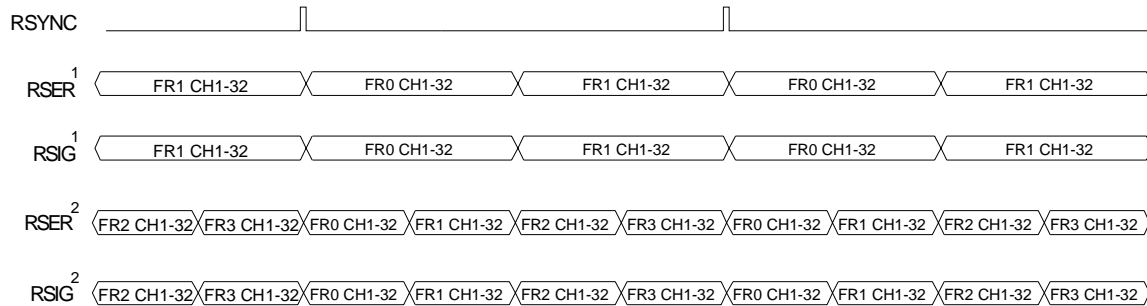 RSYNC
RSER1 FR1 CH1-32 FR0 CH1-32 FR1 CH1-32 FR0 CH1-32 FR1 CH1-32
RSIG1 FR1 CH1-32 FR0 CH1-32 FR1 CH1-32 FR0 CH1-32 FR1 CH1-32
RSER2 FR2 CH1-32 FR3 CH1-32 FR0 CH1-32 FR1 CH1-32 FR2 CH1-32 FR3 CH1-32 FR0 CH1-32 FR1 CH1-32 FR2 CH1-32 FR3 CH1-32
RSIG2 FR2 CH1-32 FR3 CH1-32 FR0 CH1-32 FR1 CH1-32 FR2 CH1-32 FR3 CH1-32 FR0 CH1-32 FR1 CH1-32 FR2 CH1-32 FR3 CH1-32